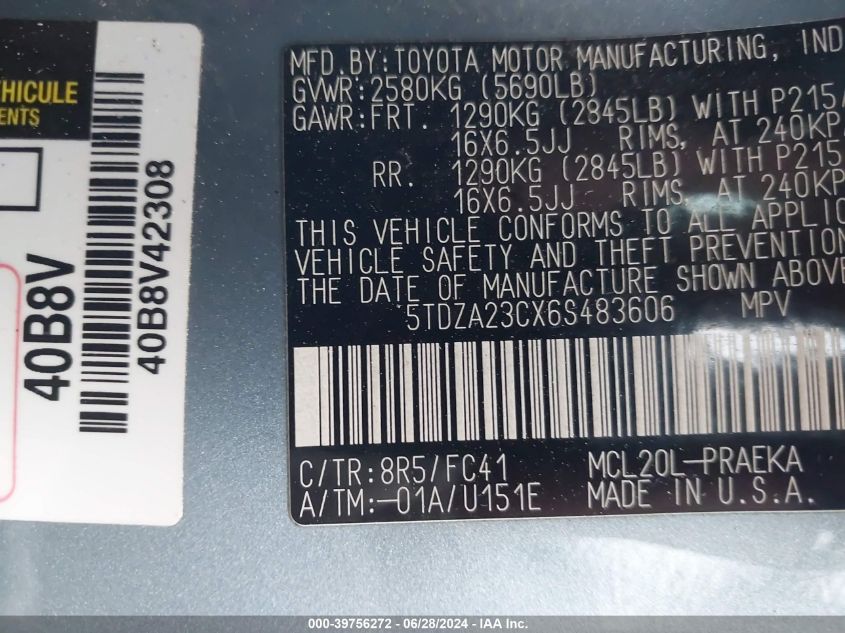 EHICULE
ENTS
40B8V
40B8V42308
MFD. BY: TOYOTA MOTOR MANUFACTURING, IND
GVWR: 2580KG (5690LB)
GAWR: FRT. 1290KG (2845LB) WITH P215/
16X6.5JJ RIMS, AT 240KP
RR. 1290KG (2845LB) WITH P215
16X6.5JJ RIMS, AT 240KP
THIS VEHICLE CONFORMS TO ALL APPLIC
VEHICLE SAFETY AND THEFT PREVENTION
THE DATE OF MANUFACTURE SHOWN ABOVE
5TDZA23CX6S483606 MPV
C/TR: 8R5/FC41 MCL20L-PRAEKA
A/TM:-01A/U151E MADE IN U.S.A.
000-39756272 - 06/28/2024 - IAA Inc.